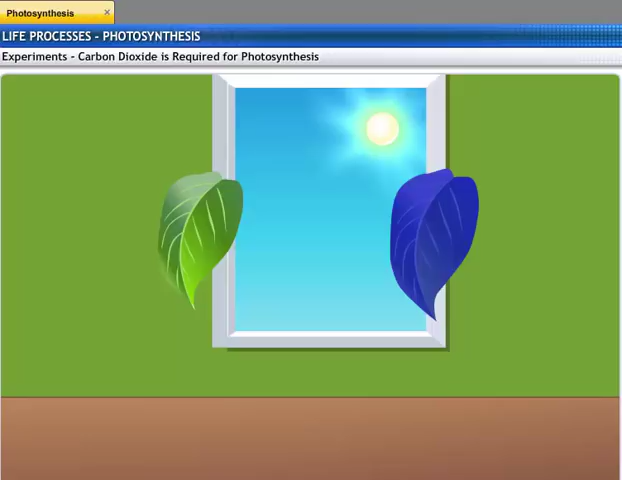 Photosynthesis
LIFE PROCESSES - PHOTOSYNTHESIS
Experiments - Carbon Dioxide is Required for Photosynthesis